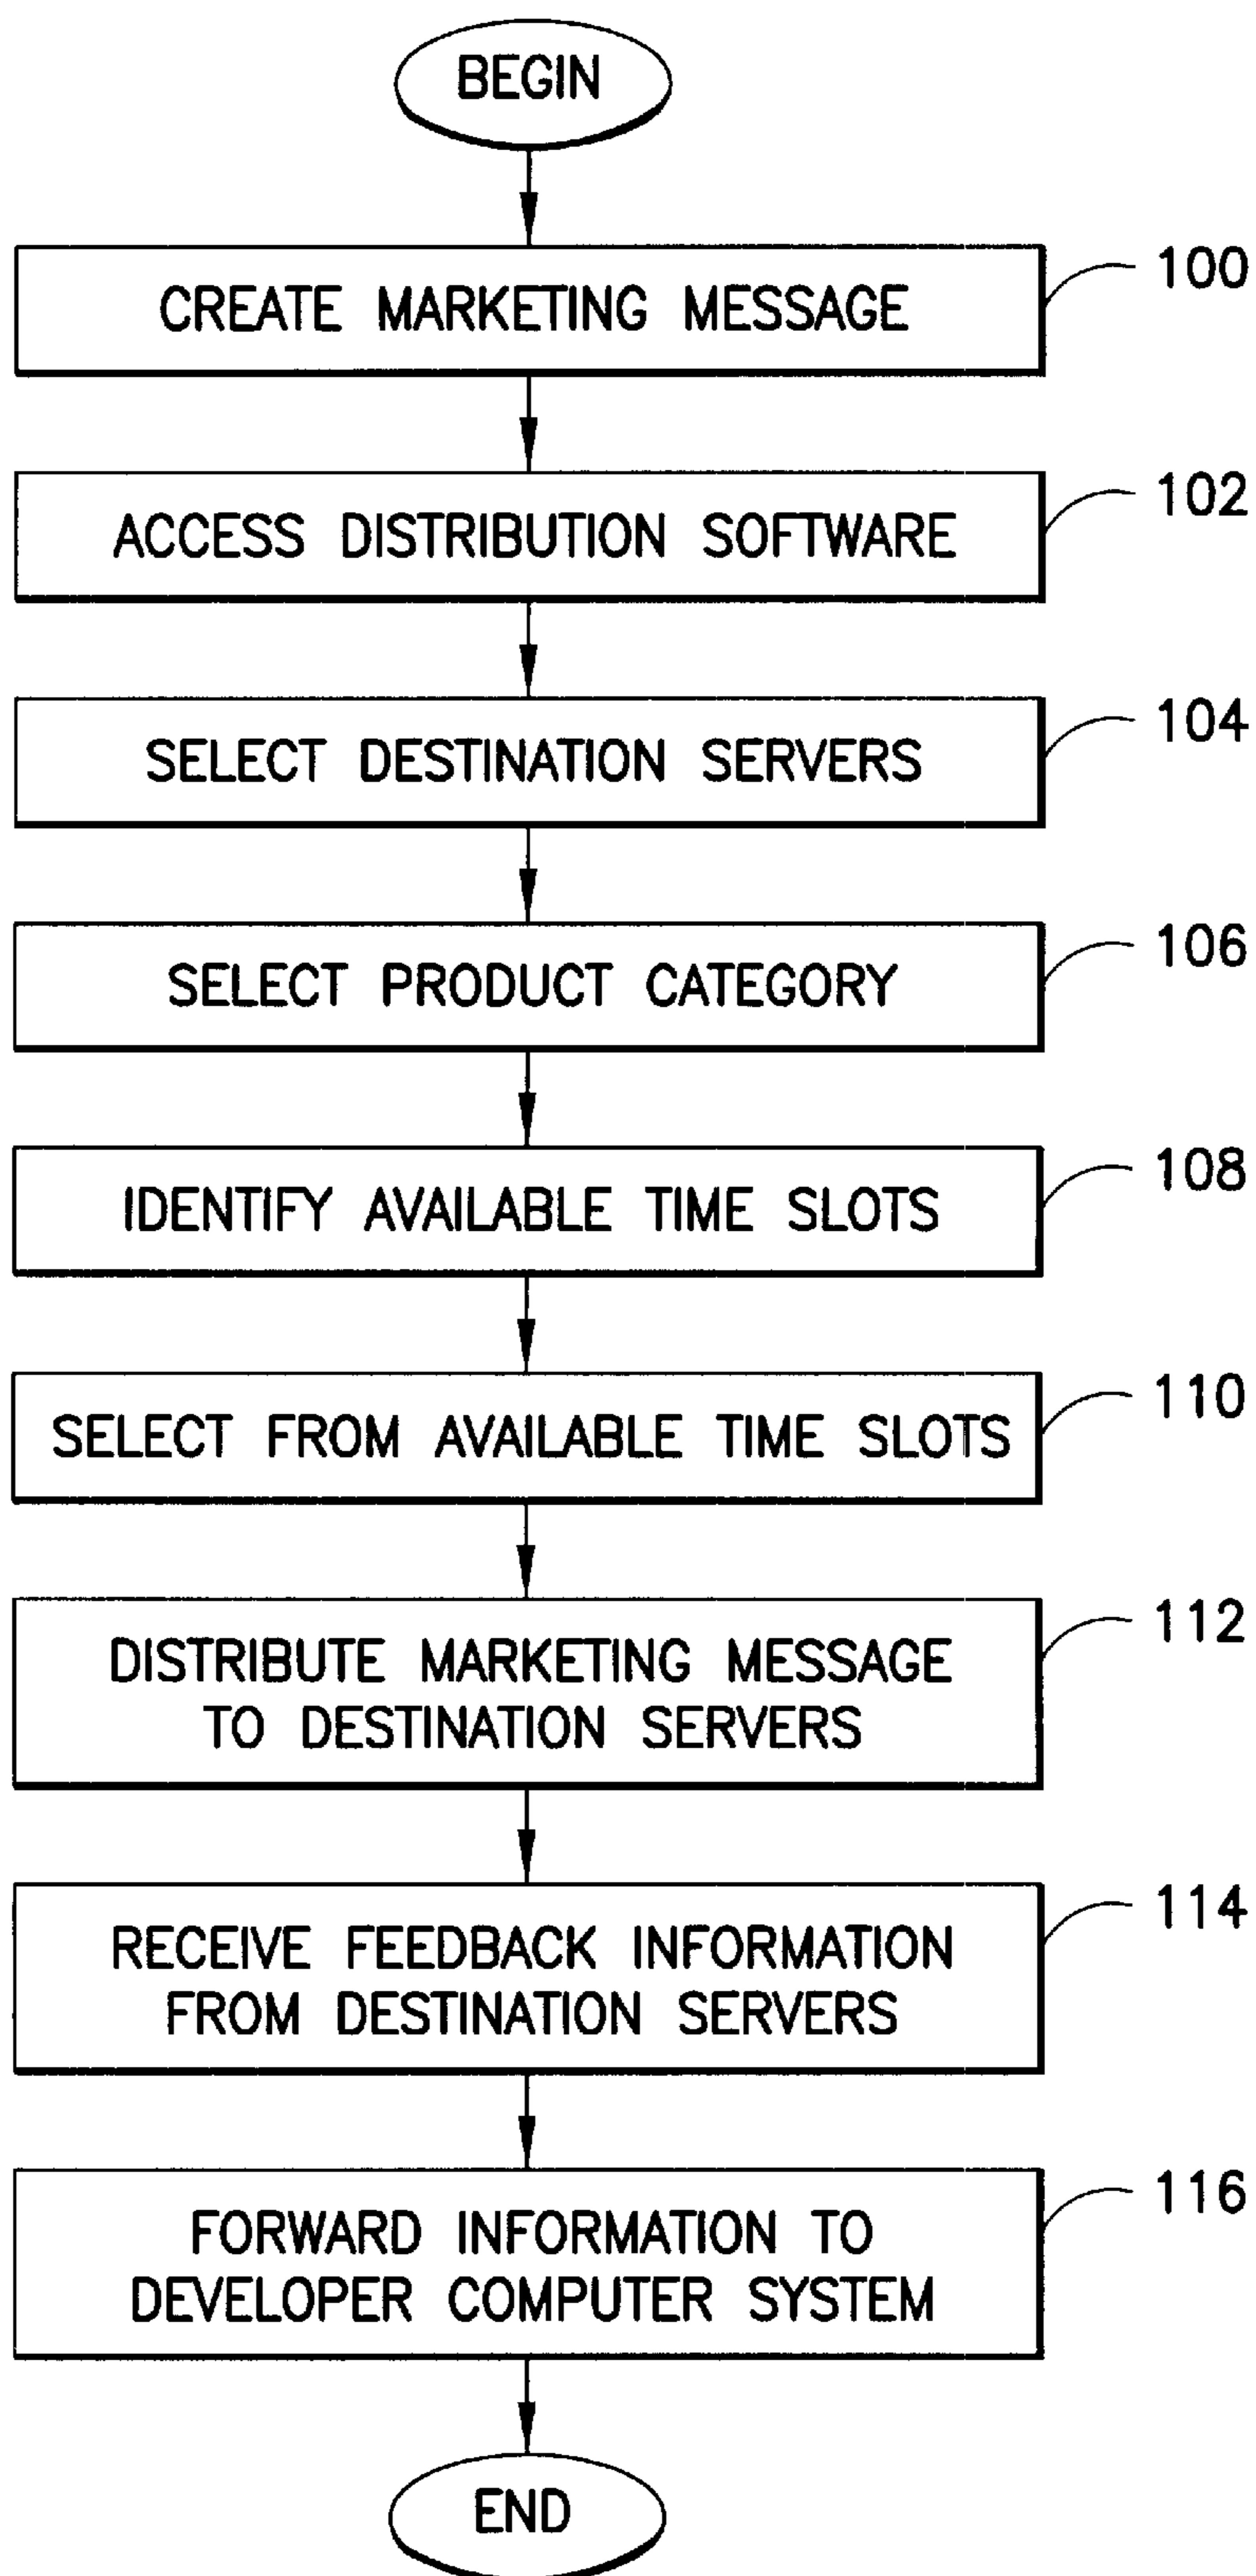 BEGIN
CREATE MARKETING MESSAGE
100
ACCESS DISTRIBUTION SOFTWARE
102
SELECT DESTINATION SERVERS
104
SELECT PRODUCT CATEGORY
106
IDENTIFY AVAILABLE TIME SLOTS
108
SELECT FROM AVAILABLE TIME SLOTS
110
DISTRIBUTE MARKETING MESSAGE
TO DESTINATION SERVERS
112
RECEIVE FEEDBACK INFORMATION
FROM DESTINATION SERVERS
114
FORWARD INFORMATION TO
DEVELOPER COMPUTER SYSTEM
116
END